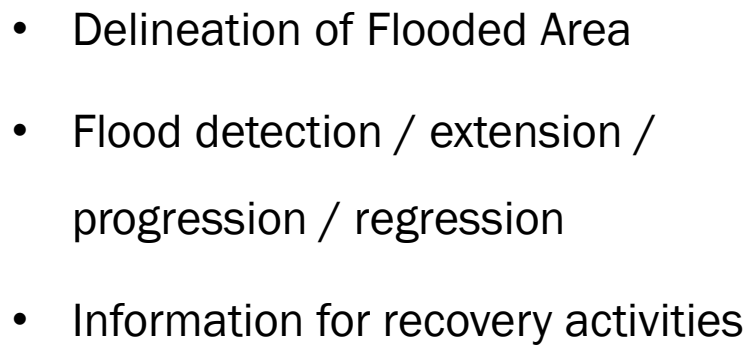 • Delineation of Flooded Area
• Flood detection / extension /
progression / regression
• Information for recovery activities